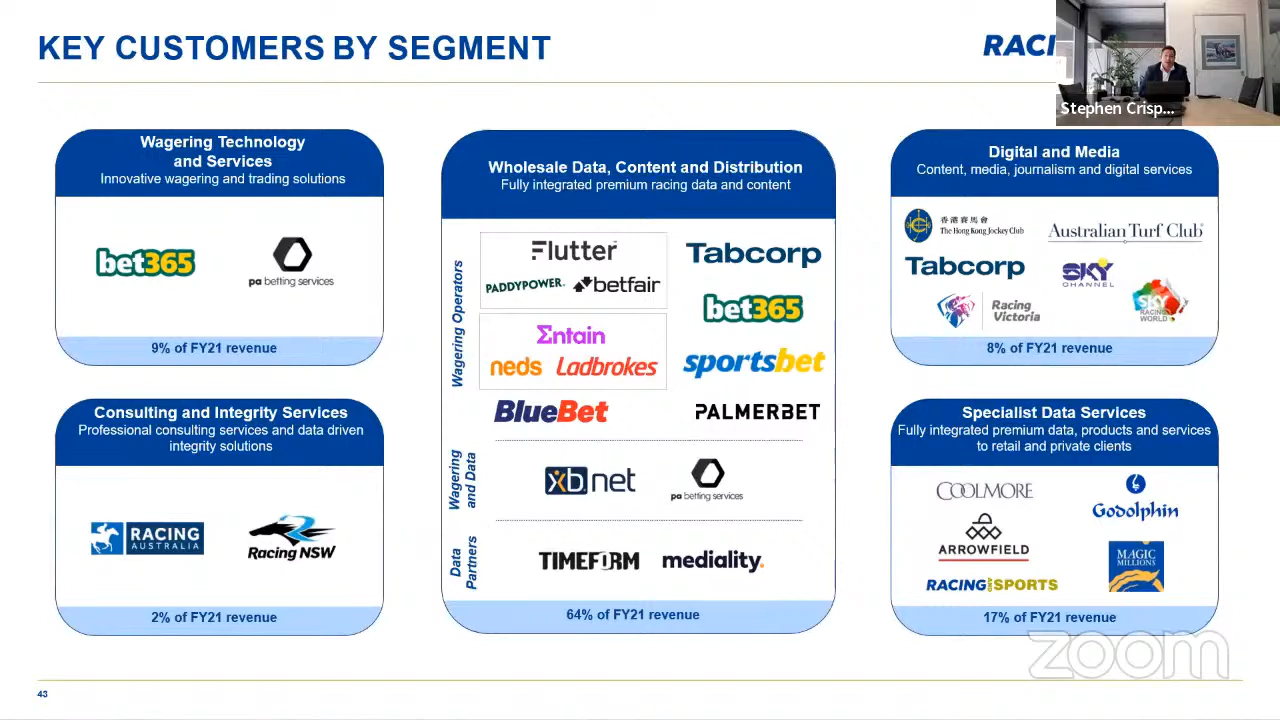 KEY CUSTOMERS BY SEGMENT
RACI
Stephen Crisp...
Wagering Technology
and Services
Innovative wagering and trading solutions
bet365
pa betting services
9% of FY21 revenue
Consulting and Integrity Services
Professional consulting services and data driven
integrity solutions
RACING
AUSTRALIA
Racing NSW
2% of FY21 revenue
Wholesale Data, Content and Distribution
Fully integrated premium racing data and content
Wagering Operators
Flutter
PADDYPOWER. betfair
Tabcorp
bet365
Entain
neds Ladbrokes
sportsbet
BlueBet
PALMERBET
Wagering
and Data
xb net
pa betting services
Data
Partners
TIMEFORM
mediality.
64% of FY21 revenue
Digital and Media
Content, media, journalism and digital services
香港賽馬會
The Hong Kong Jockey Club
Australian Turf Club
Tabcorp
SKY
CHANNEL
Racing
Victoria
SKY
RACING
WORLD
8% of FY21 revenue
Specialist Data Services
Fully integrated premium data, products and services
to retail and private clients
COOLMORE
Godolphin
ARROWFIELD
MAGIC
MILLIONS
RACING AND SPORTS
17% of FY21 revenue
zoom
43